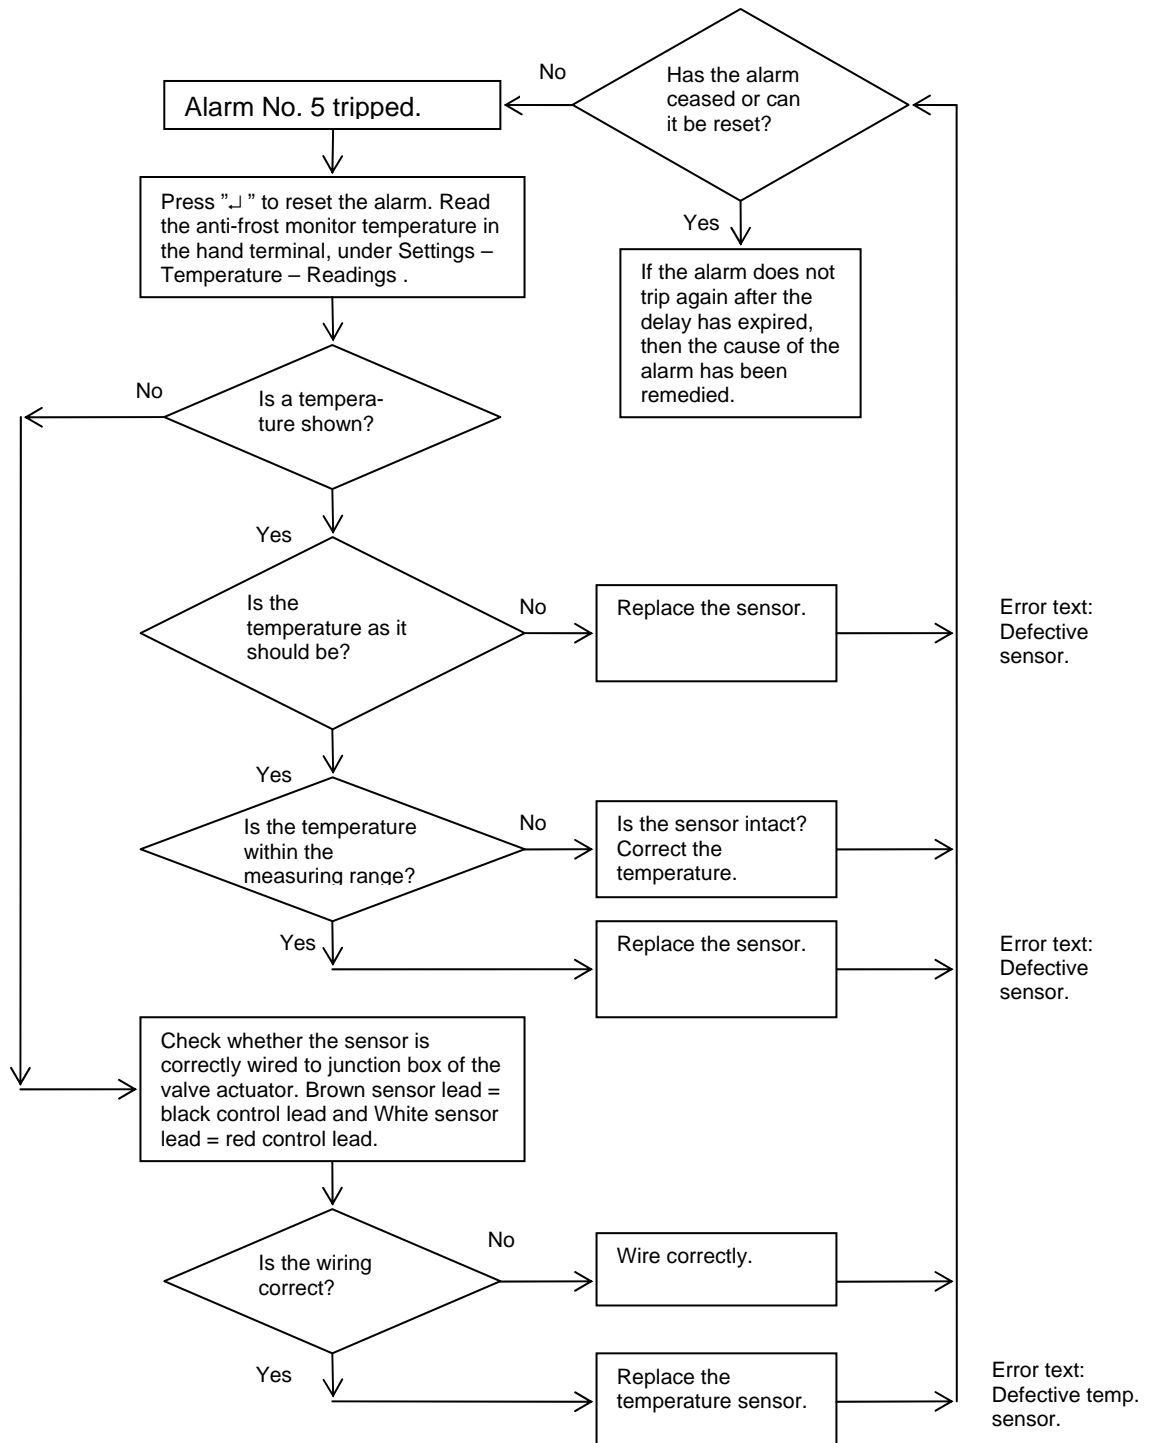 No
Has the alarm
ceased or can
it be reset?
Alarm No. 5 tripped.
Press "↵" to reset the alarm. Read
the anti-frost monitor temperature in
the hand terminal, under Settings –
Temperature – Readings .
Yes
If the alarm does not
trip again after the
delay has expired,
then the cause of the
alarm has been
remedied.
No
Is a tempera-
ture shown?
Yes
Is the
temperature as it
should be?
No
Replace the sensor.
Error text:
Defective
sensor.
Yes
Is the temperature
within the
measuring range?
No
Is the sensor intact?
Correct the
temperature.
Yes
Replace the sensor.
Error text:
Defective
sensor.
Check whether the sensor is
correctly wired to junction box of the
valve actuator. Brown sensor lead =
black control lead and White sensor
lead = red control lead.
Is the wiring
correct?
No
Wire correctly.
Yes
Replace the
temperature sensor.
Error text:
Defective temp.
sensor.